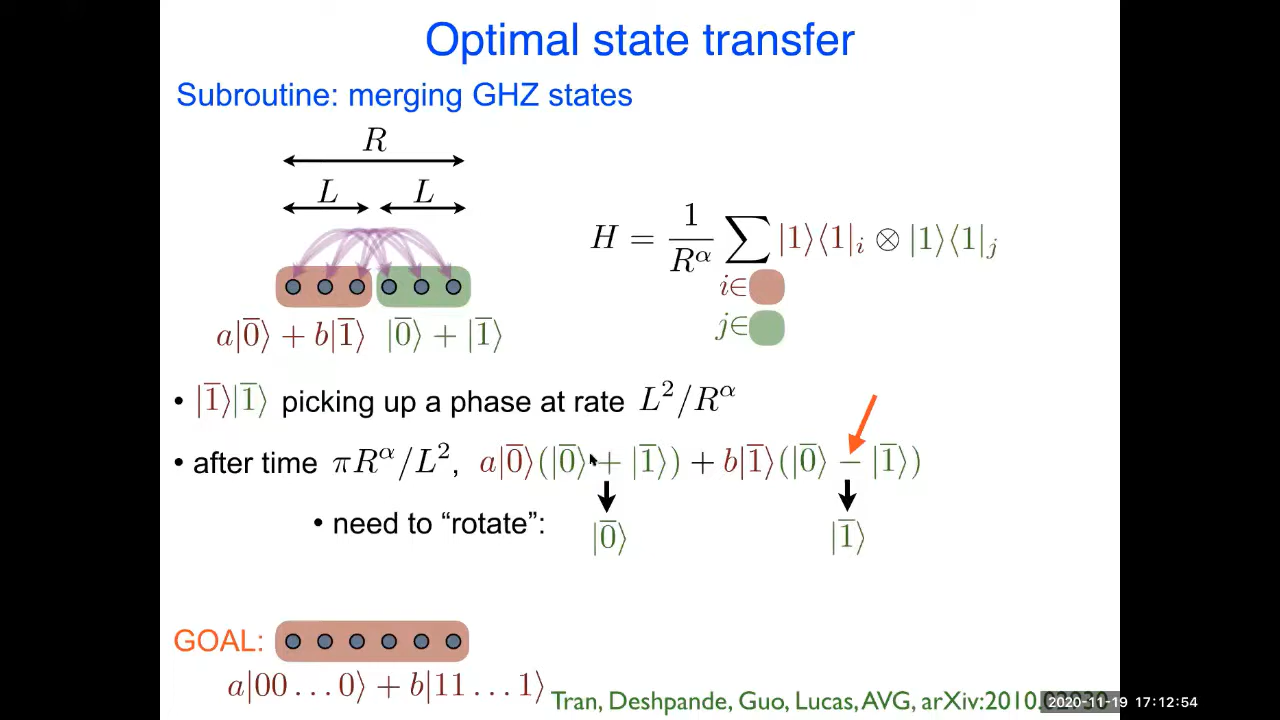 Optimal state transfer
Subroutine: merging GHZ states
R
L L
H = 1/R^α ∑ |1⟩⟨1|_i ⊗ |1⟩⟨1|_j
i∈
j∈
a|0̅⟩ + b|1̅⟩ |0̅⟩ + |1̅⟩
• |1̅⟩|1̅⟩ picking up a phase at rate L²/R^α
• after time πR^α/L², a|0̅⟩(|0̅⟩ + |1̅⟩) + b|1̅⟩(|0̅⟩ − |1̅⟩)
• need to “rotate”: |0̅⟩ |1̅⟩
GOAL:
a|00 . . . 0⟩ + b|11 . . . 1⟩
Tran, Deshpande, Guo, Lucas, AVG, arXiv:2010.
2020-11-19 17:12:54